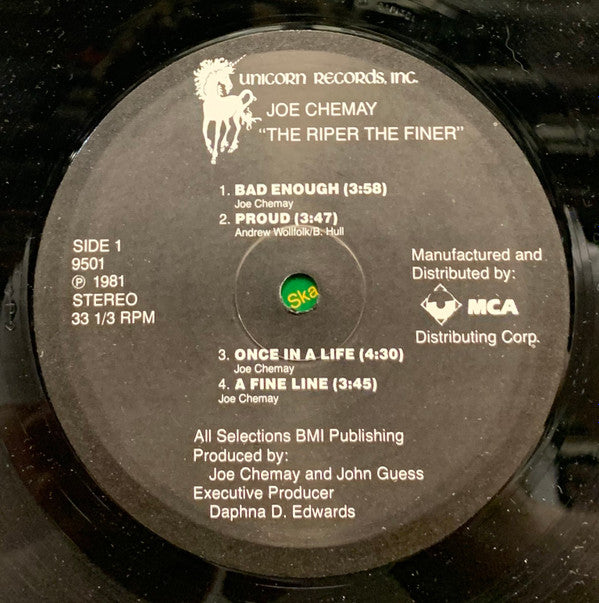 UNICORN RECORDS, INC.
JOE CHEMAY
"THE RIPER THE FINER"
1. BAD ENOUGH (3:58)
Joe Chemay
2. PROUD (3:47)
Andrew Wollfolk/B. Hull
SIDE 1
9501
℗ 1981
STEREO
33 1/3 RPM
Ska
Manufactured and
Distributed by:
MCA
Distributing Corp.
3. ONCE IN A LIFE (4:30)
Joe Chemay
4. A FINE LINE (3:45)
Joe Chemay
All Selections BMI Publishing
Produced by:
Joe Chemay and John Guess
Executive Producer
Daphna D. Edwards